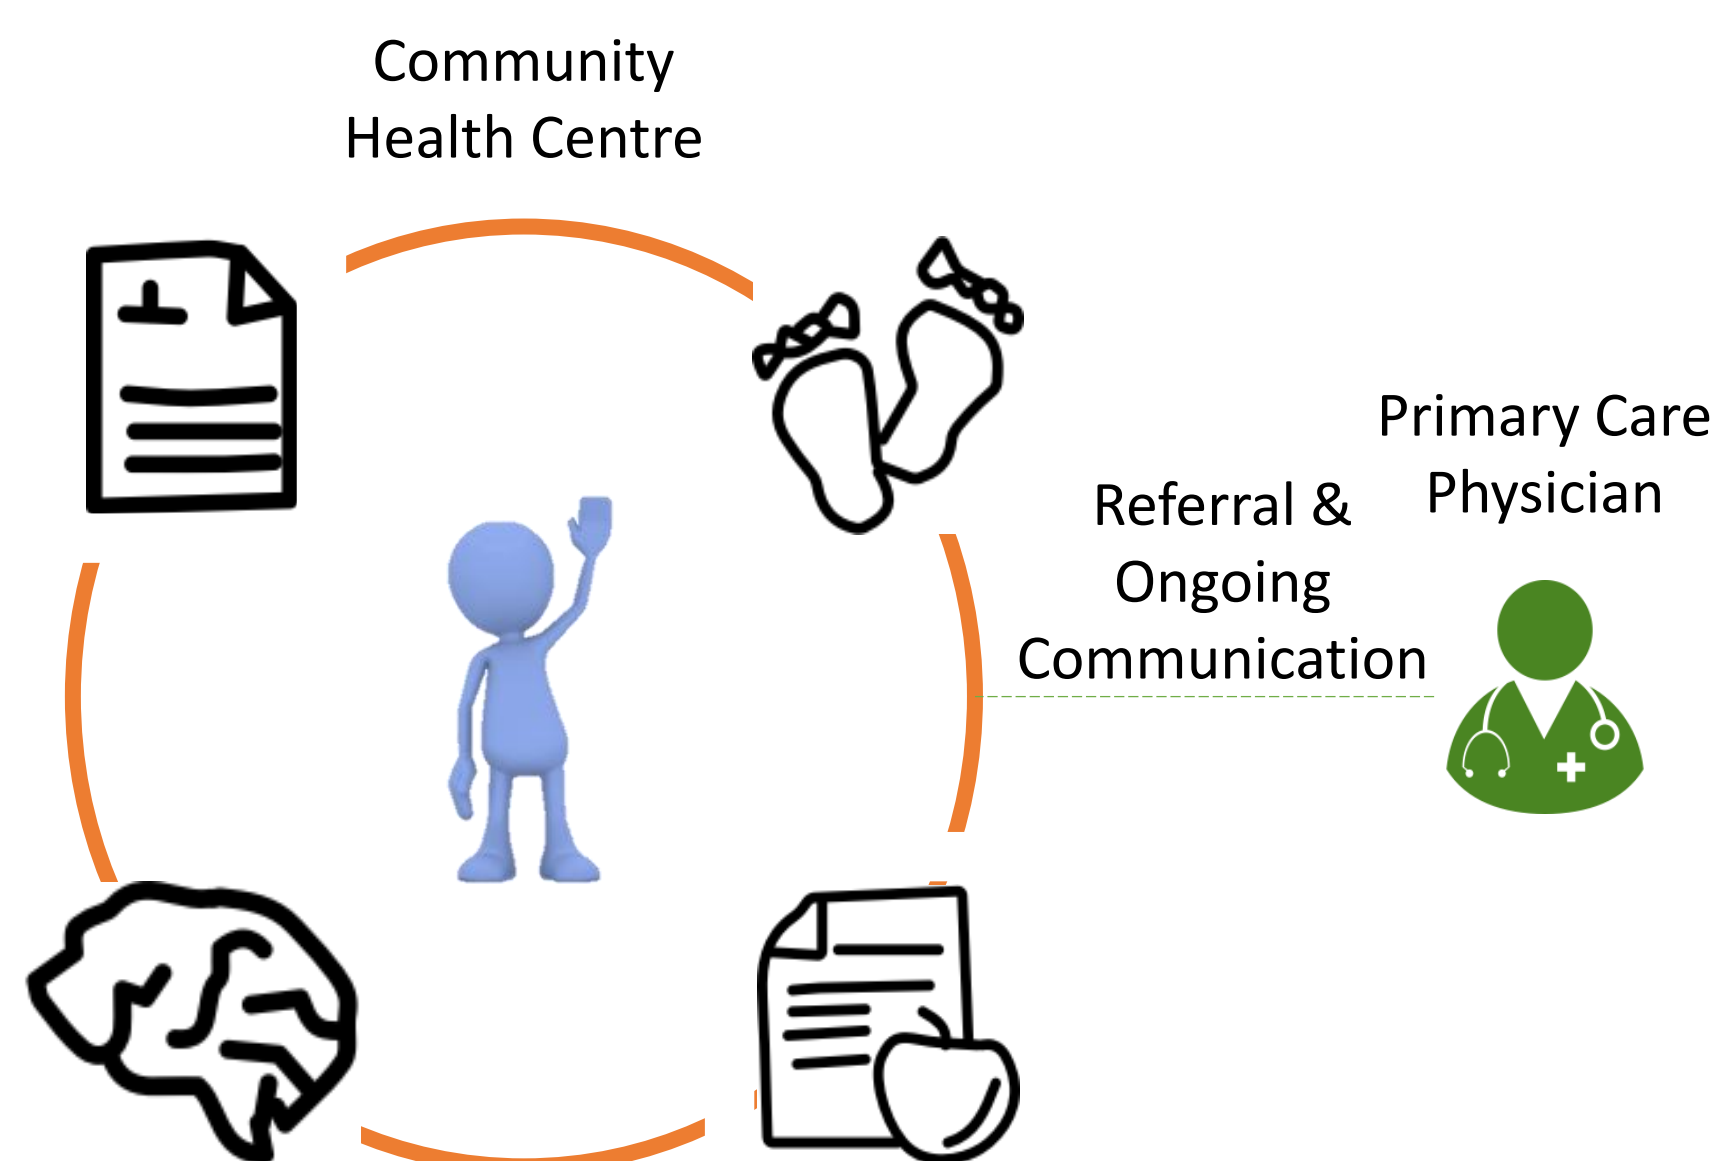 Community
Health Centre
Primary Care
Physician
Referral &
Ongoing
Communication